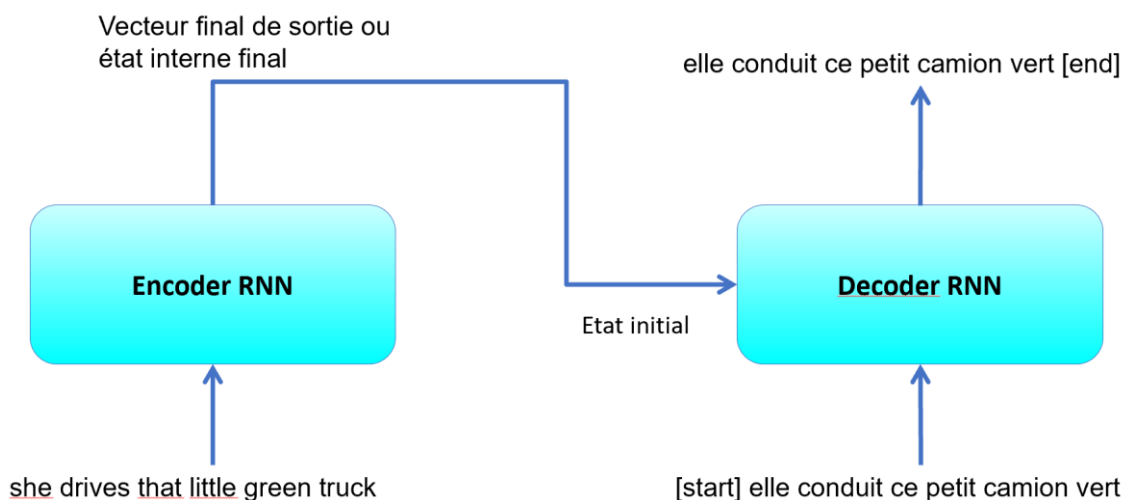 Vecteur final de sortie ou
état interne final
elle conduit ce petit camion vert [end]
Encoder RNN
Decoder RNN
Etat initial
she drives that little green truck
[start] elle conduit ce petit camion vert